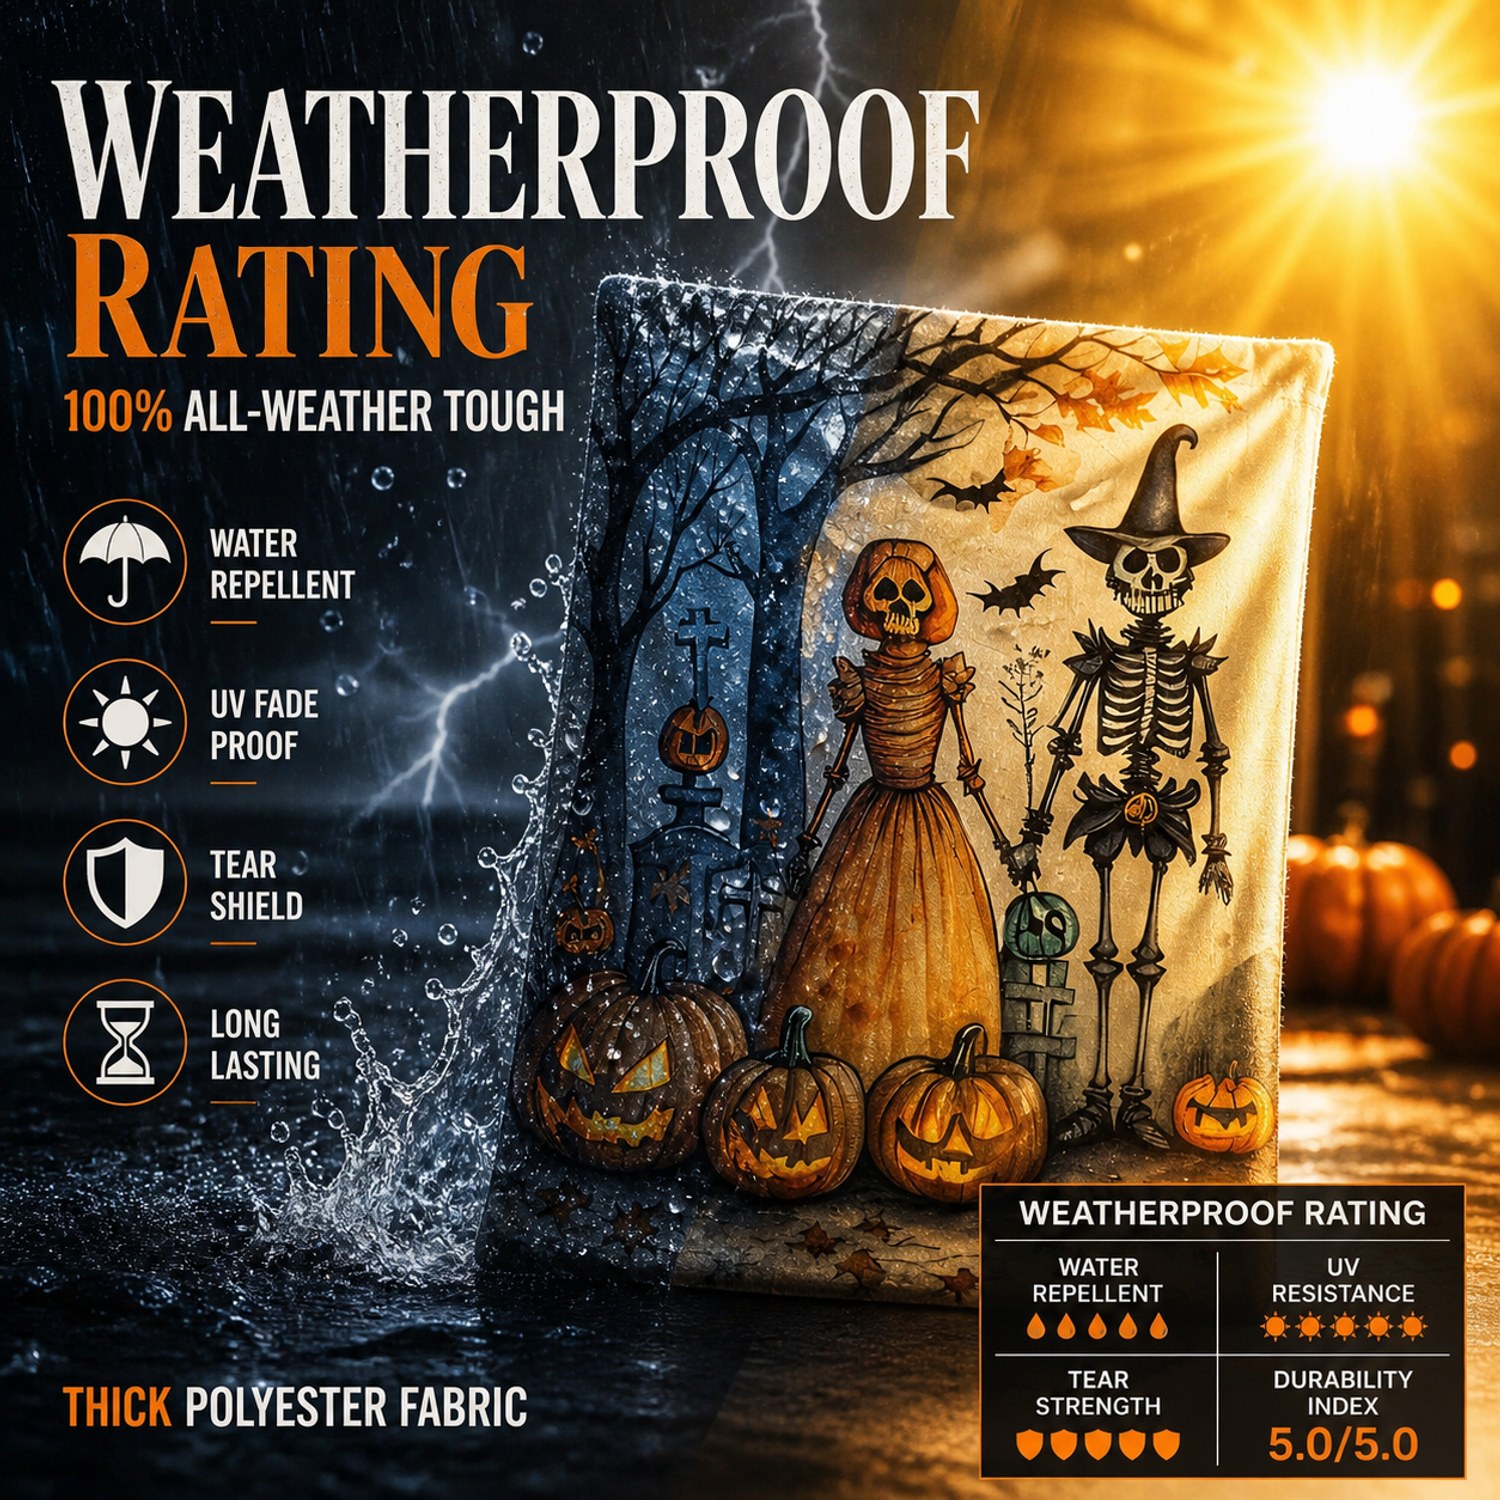 WEATHERPROOF
RATING
100% ALL-WEATHER TOUGH
WATER
REPELLENT
UV FADE
PROOF
TEAR
SHIELD
LONG
LASTING
THICK POLYESTER FABRIC
WEATHERPROOF RATING
WATER
REPELLENT
UV
RESISTANCE
TEAR
STRENGTH
DURABILITY
INDEX
5.0/5.0